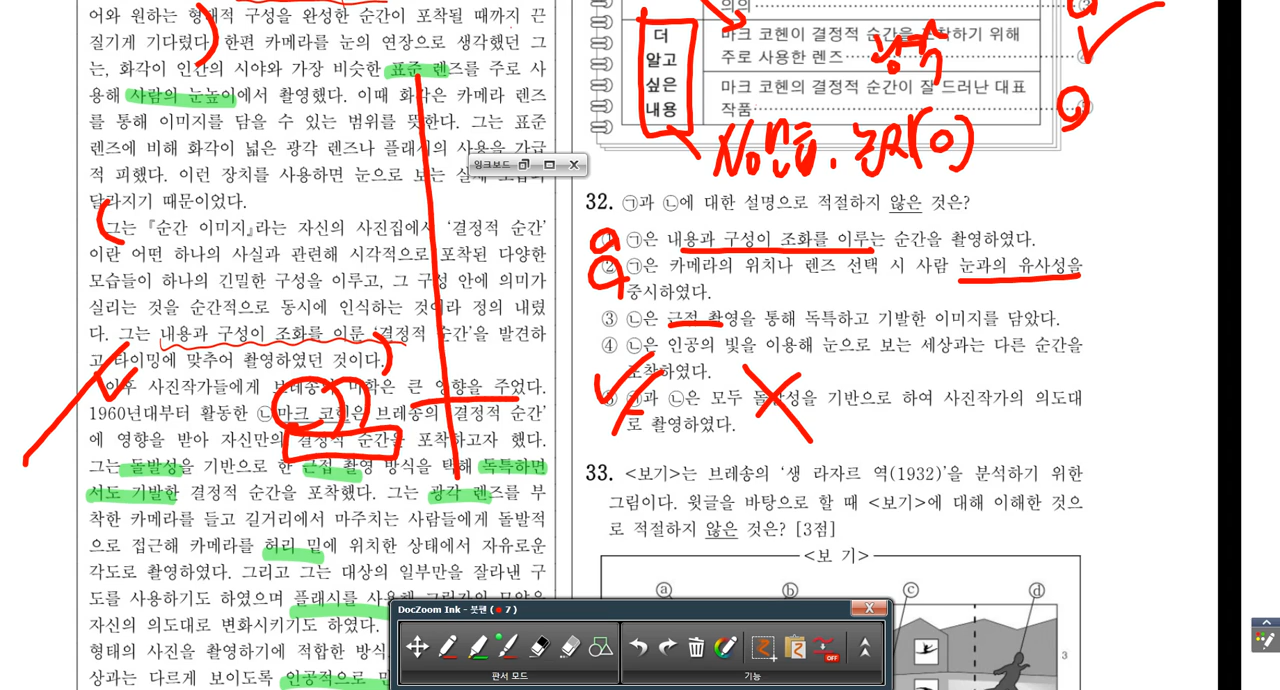 어와 원하는 형태적 구성을 완성한 순간이 포착될 때까지 끈
질기게 기다렸다. 한편 카메라를 눈의 연장으로 생각했던 그
는, 화각이 인간의 시야와 가장 비슷한 표준 렌즈를 주로 사
용해 사람의 눈높이에서 촬영했다. 이때 화각은 카메라 렌즈
를 통해 이미지를 담을 수 있는 범위를 뜻한다. 그는 표준
렌즈에 비해 화각이 넓은 광각 렌즈나 플래시의 사용을 가급
적 피했다. 이런 장치를 사용하면 눈으로 보는 실제
달라지기 때문이었다.
그는 『순간 이미지』라는 자신의 사진집에서 '결정적 순간'
이란 어떤 하나의 사실과 관련해 시각적으로 포착된 다양한
모습들이 하나의 긴밀한 구성을 이루고, 그 구성 안에 의미가
실리는 것을 순간적으로 동시에 인식하는 것이라 정의 내렸
다. 그는 내용과 구성이 조화를 이룬 '결정적 순간'을 발견하
고 타이밍에 맞추어 촬영하였던 것이다.
이후 사진작가들에게 브레송의 미학은 큰 영향을 주었다.
1960년대부터 활동한 ㉡마크 코헨은 브레송의 '결정적 순간'
에 영향을 받아 자신만의 결정적 순간을 포착하고자 했다.
그는 돌발성을 기반으로 한 근접 촬영 방식을 택해 독특하면
서도 기발한 결정적 순간을 포착했다. 그는 광각 렌즈를 부
착한 카메라를 들고 길거리에서 마주치는 사람들에게 돌발적
으로 접근해 카메라를 허리 밑에 위치한 상태에서 자유로운
각도로 촬영하였다. 그리고 그는 대상의 일부만을 잘라낸 구
도를 사용하기도 하였으며 플래시를 사용해 그림자의 모양을
자신의 의도대로 변화시키기도 하였다.
형태의 사진을 촬영하기에 적합한 방식
상과는 다르게 보이도록 인공적으로
의의
더 알고 싶은 내용
마크 코헨이 결정적 순간을 포착하기 위해
주로 사용한 렌즈
광각
마크 코헨의 결정적 순간이 잘 드러난 대표
작품
32. ㉠과 ㉡에 대한 설명으로 적절하지 않은 것은?
① ㉠은 내용과 구성이 조화를 이루는 순간을 촬영하였다.
② ㉠은 카메라의 위치나 렌즈 선택 시 사람 눈과의 유사성을
중시하였다.
③ ㉡은 근접 촬영을 통해 독특하고 기발한 이미지를 담았다.
④ ㉡은 인공의 빛을 이용해 눈으로 보는 세상과는 다른 순간을
포착하였다.
⑤ ㉠과 ㉡은 모두 돌발성을 기반으로 하여 사진작가의 의도대
로 촬영하였다.
33. <보기>는 브레송의 '생 라자르 역(1932)'을 분석하기 위한
그림이다. 윗글을 바탕으로 할 때 <보기>에 대해 이해한 것으
로 적절하지 않은 것은? [3점]
<보 기>
ⓐ ⓑ ⓒ ⓓ
3
잉크보드
DocZoom Ink - 붓펜 ( 7 )
판서 모드
기능
OFF